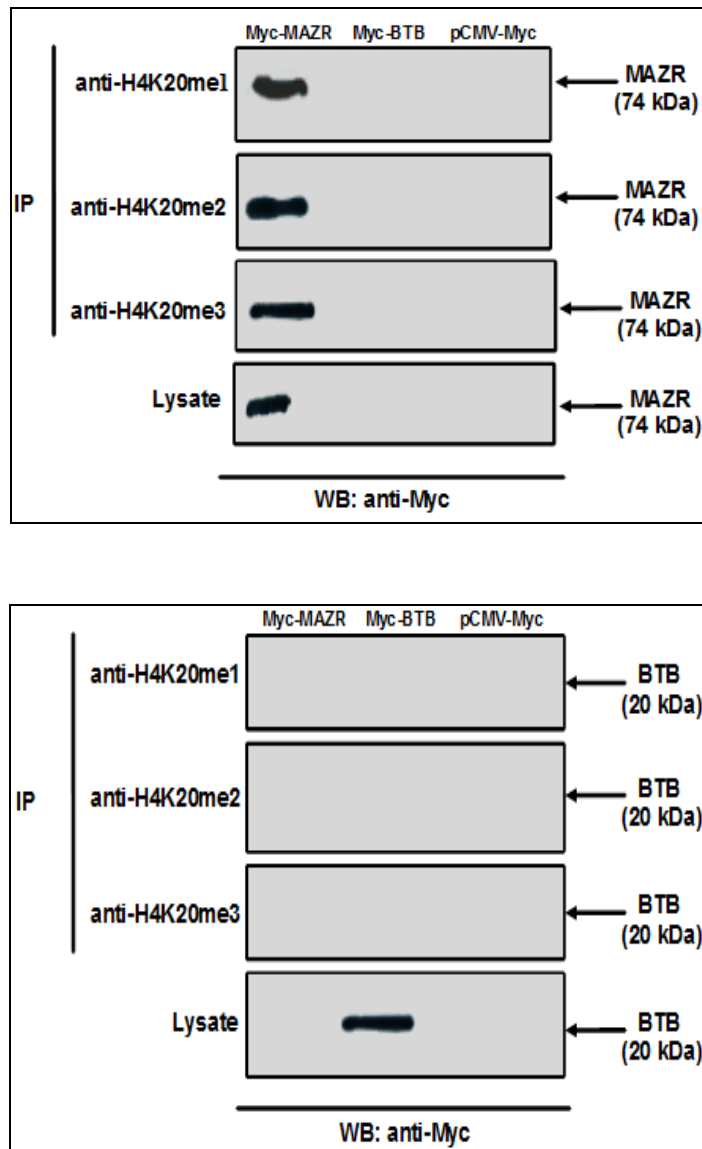 Myc-MAZR Myc-BTB pCMV-Myc
anti-H4K20me1
MAZR
(74 kDa)
IP
anti-H4K20me2
MAZR
(74 kDa)
anti-H4K20me3
MAZR
(74 kDa)
Lysate
MAZR
(74 kDa)
WB: anti-Myc
Myc-MAZR Myc-BTB pCMV-Myc
anti-H4K20me1
BTB
(20 kDa)
IP
anti-H4K20me2
BTB
(20 kDa)
anti-H4K20me3
BTB
(20 kDa)
Lysate
BTB
(20 kDa)
WB: anti-Myc